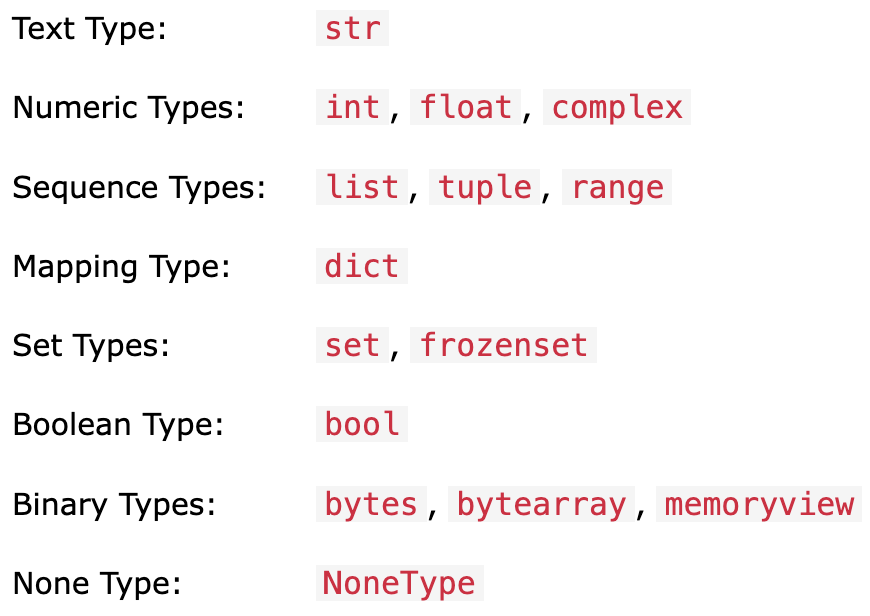 Text Type: str
Numeric Types: int, float, complex
Sequence Types: list, tuple, range
Mapping Type: dict
Set Types: set, frozenset
Boolean Type: bool
Binary Types: bytes, bytearray, memoryview
None Type: NoneType